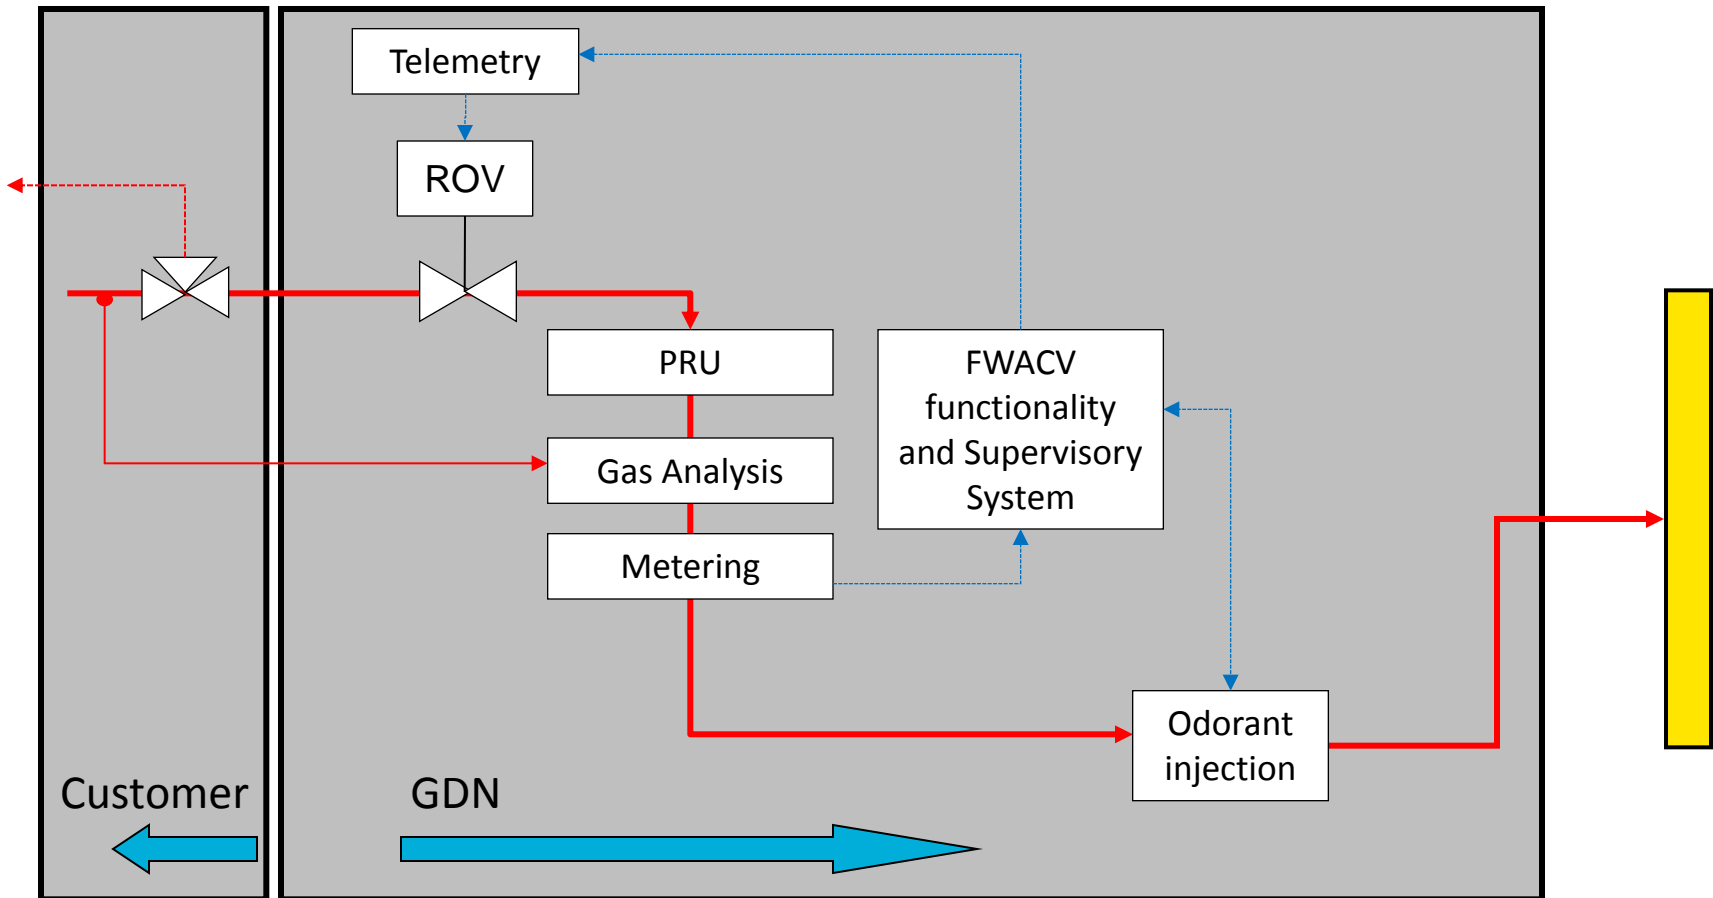 Telemetry
ROV
PRU
Gas Analysis
Metering
FWACV
functionality
and Supervisory
System
Odorant
injection
Customer
GDN